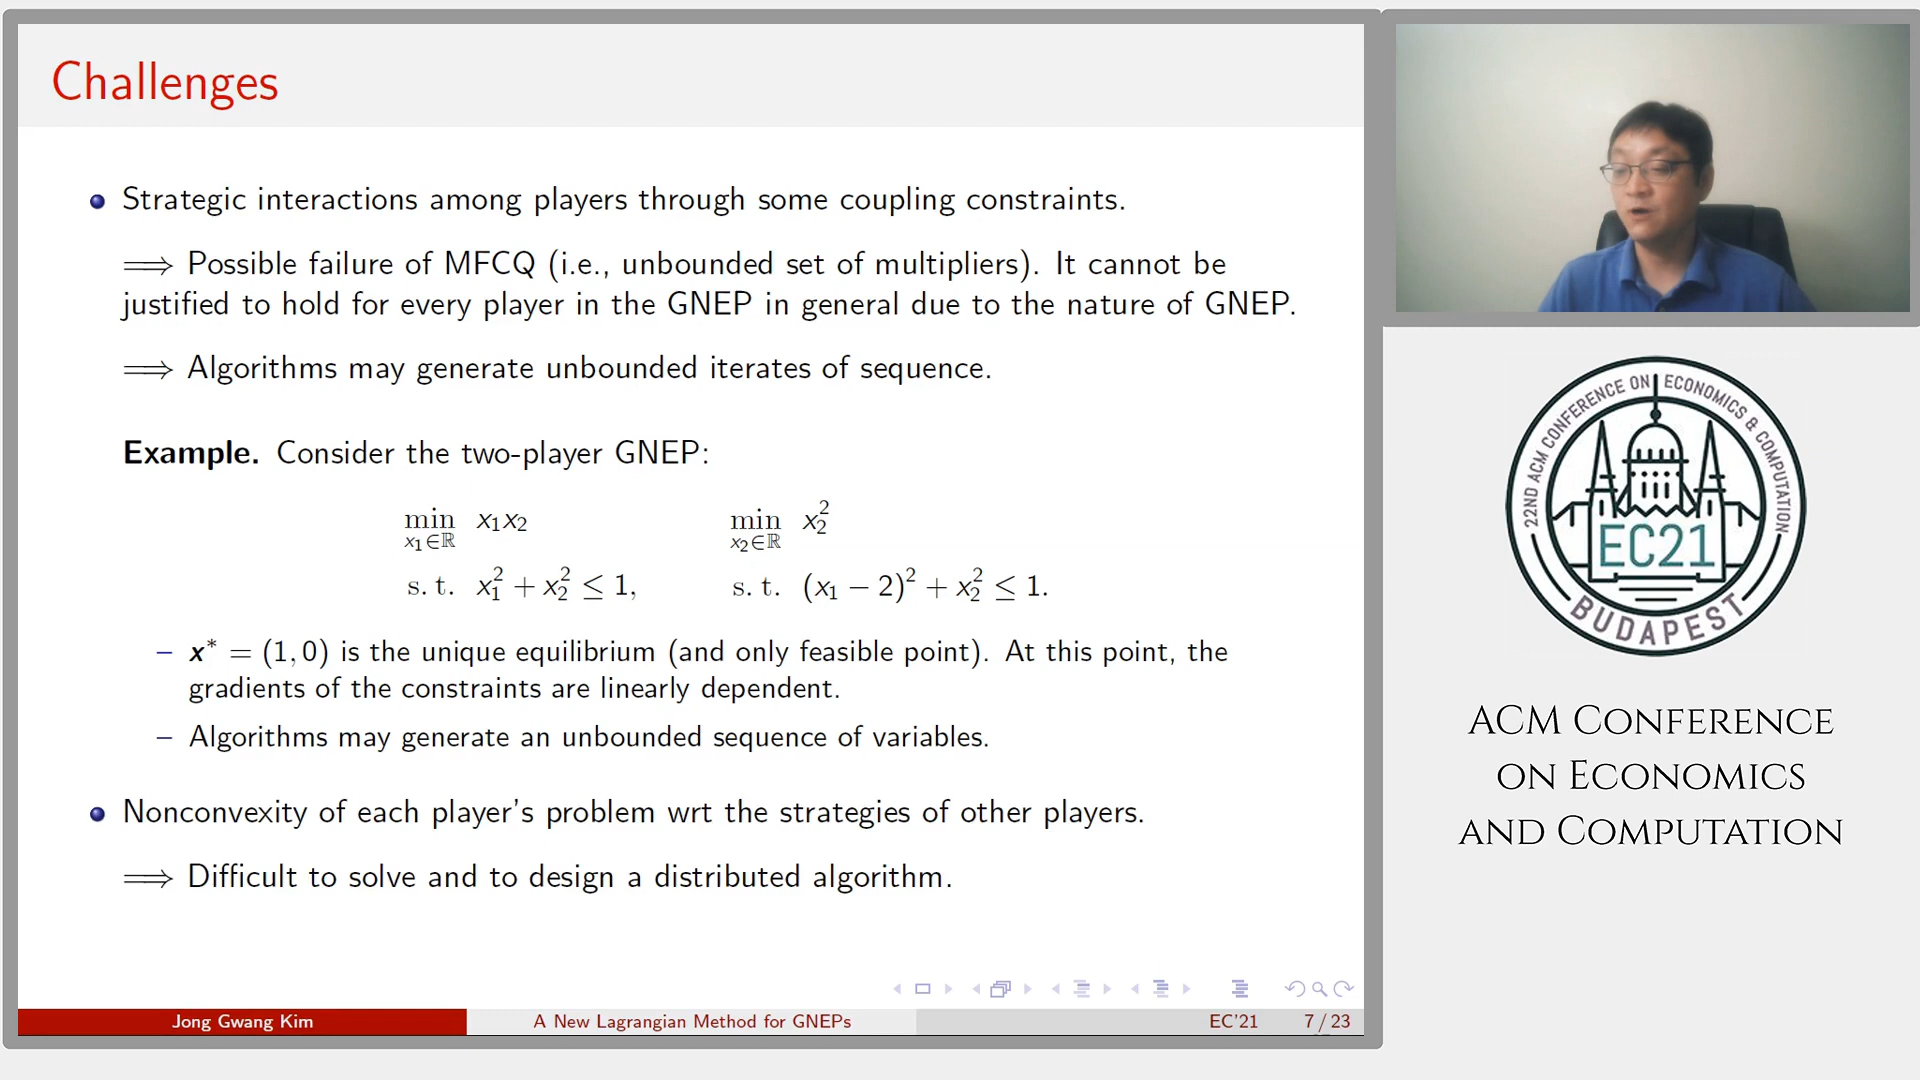 Challenges
Strategic interactions among players through some coupling constraints.
⟹ Possible failure of MFCQ (i.e., unbounded set of multipliers). It cannot be
justified to hold for every player in the GNEP in general due to the nature of GNEP.
⟹ Algorithms may generate unbounded iterates of sequence.
Example. Consider the two-player GNEP:
min x₁x₂ min x₂²
x₁∈ℝ x₂∈ℝ
s. t. x₁² + x₂² ≤ 1, s. t. (x₁ − 2)² + x₂² ≤ 1.
– x* = (1, 0) is the unique equilibrium (and only feasible point). At this point, the
gradients of the constraints are linearly dependent.
– Algorithms may generate an unbounded sequence of variables.
Nonconvexity of each player's problem wrt the strategies of other players.
⟹ Difficult to solve and to design a distributed algorithm.
Jong Gwang Kim A New Lagrangian Method for GNEPs EC'21 7 / 23
22ND ACM CONFERENCE ON ECONOMICS & COMPUTATION
EC21
BUDAPEST
ACM Conference
on Economics
and Computation